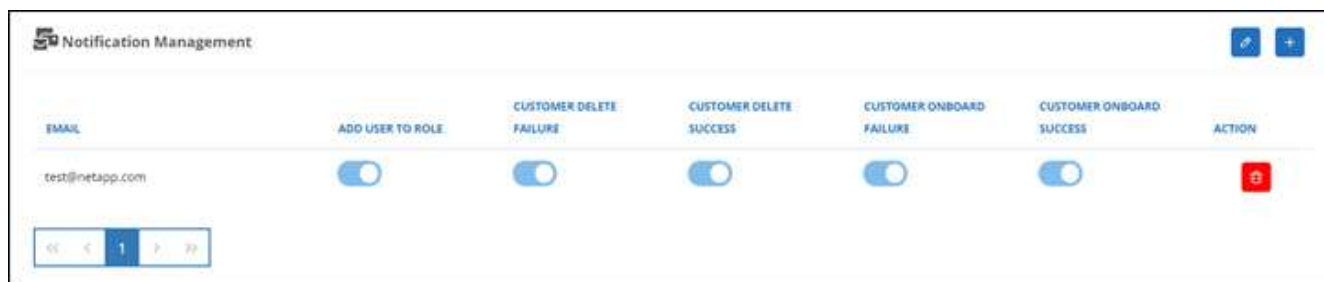 Notification Management
EMAIL
ADD USER TO ROLE
CUSTOMER DELETE
FAILURE
CUSTOMER DELETE
SUCCESS
CUSTOMER ONBOARD
FAILURE
CUSTOMER ONBOARD
SUCCESS
ACTION
test@netapp.com
<< < 1 > >>